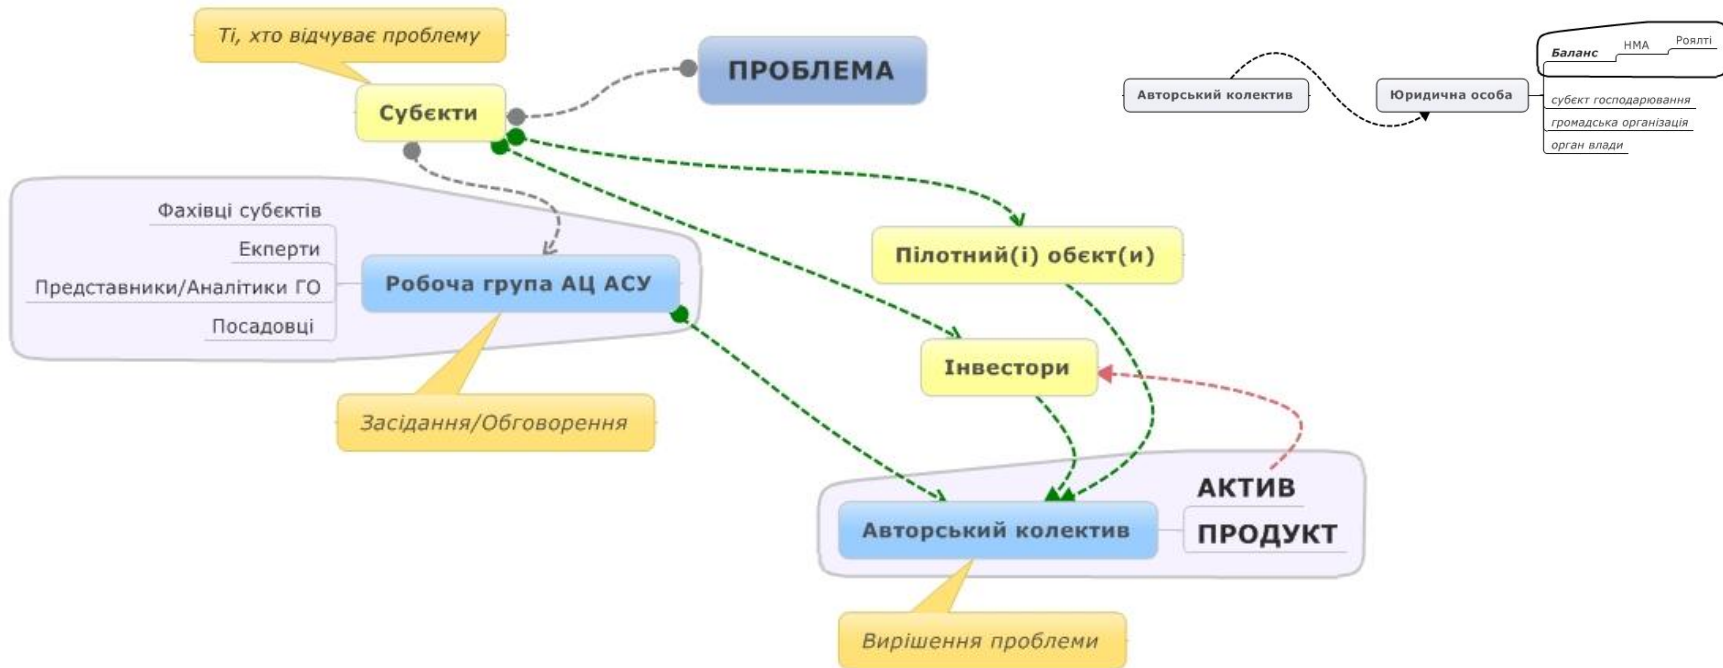 Ті, хто відчуває проблему
ПРОБЛЕМА
Субєкти
Фахівці субєктів
Екперти
Представники/Аналітики ГО
Посадовці
Робоча група АЦ АСУ
Засідання/Обговорення
Пілотний(і) обєкт(и)
Інвестори
АКТИВ
ПРОДУКТ
Авторський колектив
Вирішення проблеми
Авторський колектив
Юридична особа
Баланс
НМА
Роялті
субєкт господарювання
громадська організація
орган влади